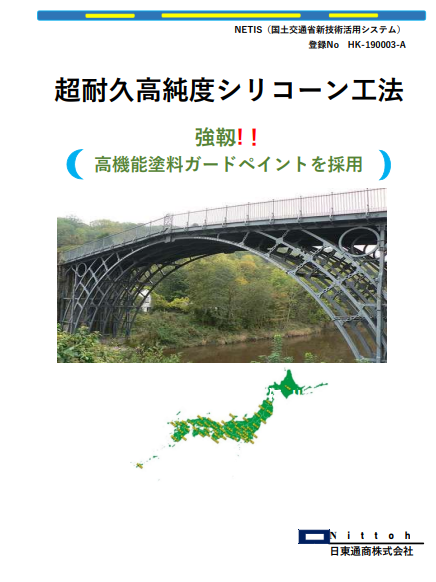 NETIS（国土交通省新技術活用システム）
登録No　HK-190003-A
超耐久高純度シリコーン工法
強靭!！
高機能塗料ガードペイントを採用
Nittoh
日東通商株式会社